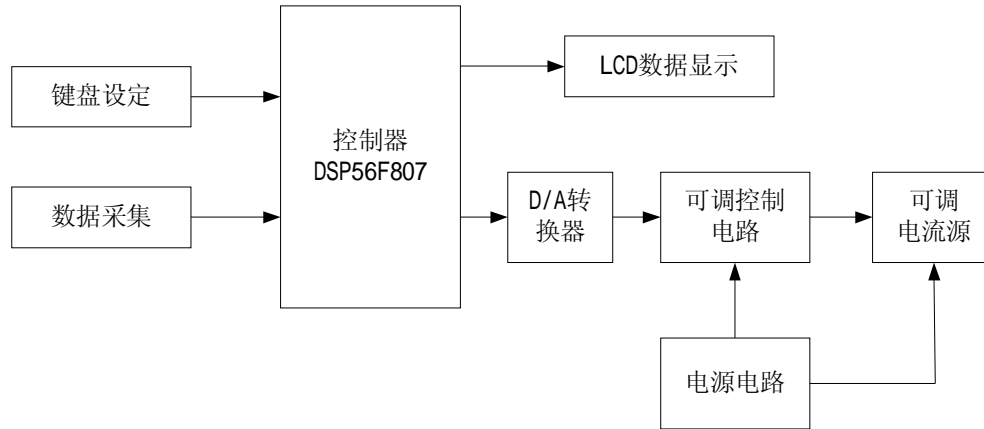 LCD数据显示
键盘设定
控制器
DSP56F807
数据采集
D/A转
换器
可调控制
电路
可调
电流源
电源电路